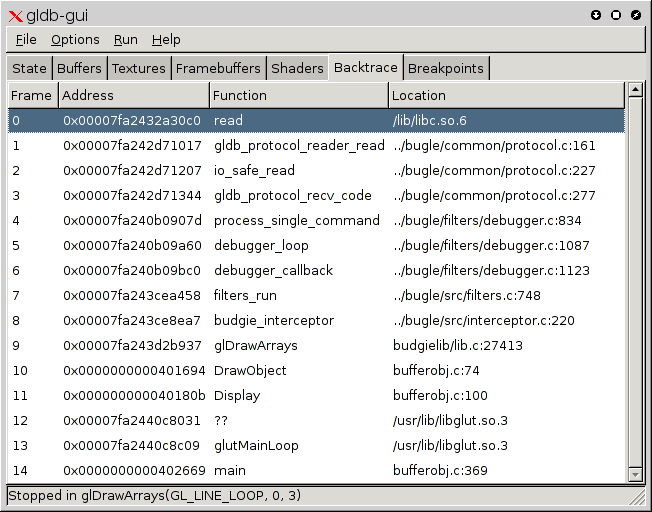 gldb-gui
File Options Run Help
State Buffers Textures Framebuffers Shaders Backtrace Breakpoints
Frame Address Function Location
0 0x00007fa2432a30c0 read /lib/libc.so.6
1 0x00007fa242d71017 gldb_protocol_reader_read ../bugle/common/protocol.c:161
2 0x00007fa242d71207 io_safe_read ../bugle/common/protocol.c:227
3 0x00007fa242d71344 gldb_protocol_recv_code ../bugle/common/protocol.c:277
4 0x00007fa240b0907d process_single_command ../bugle/filters/debugger.c:834
5 0x00007fa240b09a60 debugger_loop ../bugle/filters/debugger.c:1087
6 0x00007fa240b09bc0 debugger_callback ../bugle/filters/debugger.c:1123
7 0x00007fa243cea458 filters_run ../bugle/src/filters.c:748
8 0x00007fa243ce8ea7 budgie_interceptor ../bugle/src/interceptor.c:220
9 0x00007fa243d2b937 glDrawArrays budgielib/lib.c:27413
10 0x0000000000401694 DrawObject bufferobj.c:74
11 0x000000000040180b Display bufferobj.c:100
12 0x00007fa2440c8031 ?? /usr/lib/libglut.so.3
13 0x00007fa2440c8c09 glutMainLoop /usr/lib/libglut.so.3
14 0x0000000000402669 main bufferobj.c:369
Stopped in glDrawArrays(GL_LINE_LOOP, 0, 3)